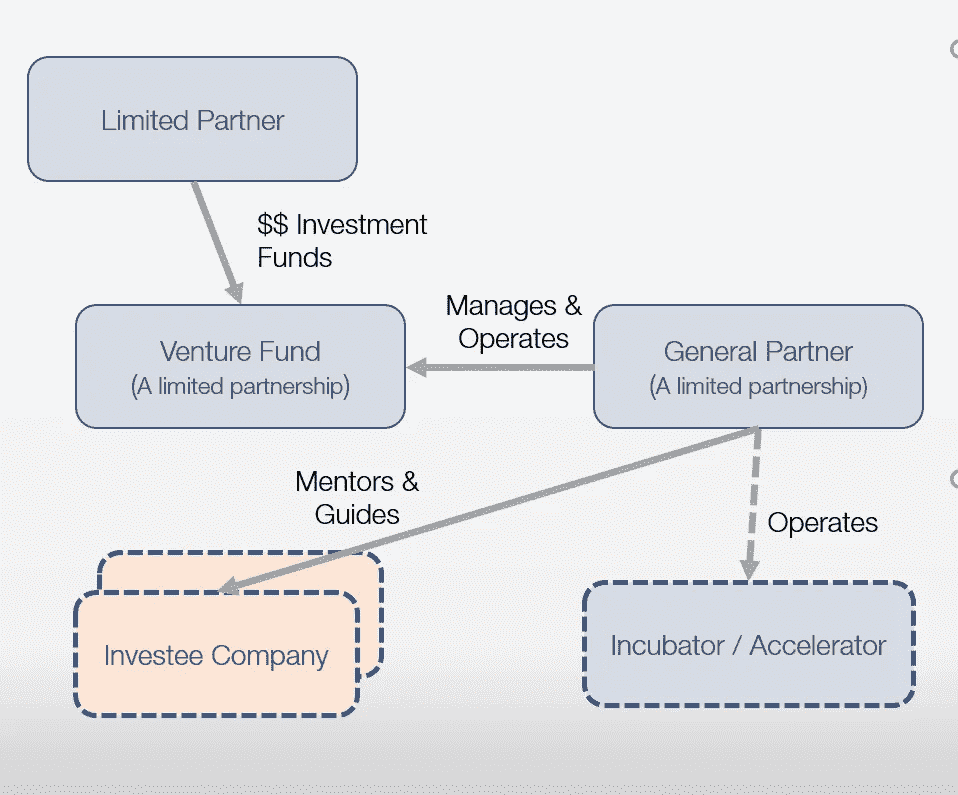 Limited Partner
$$ Investment
Funds
Manages &
Operates
Venture Fund
(A limited partnership)
General Partner
(A limited partnership)
Mentors &
Guides
Operates
Investee Company
Incubator / Accelerator